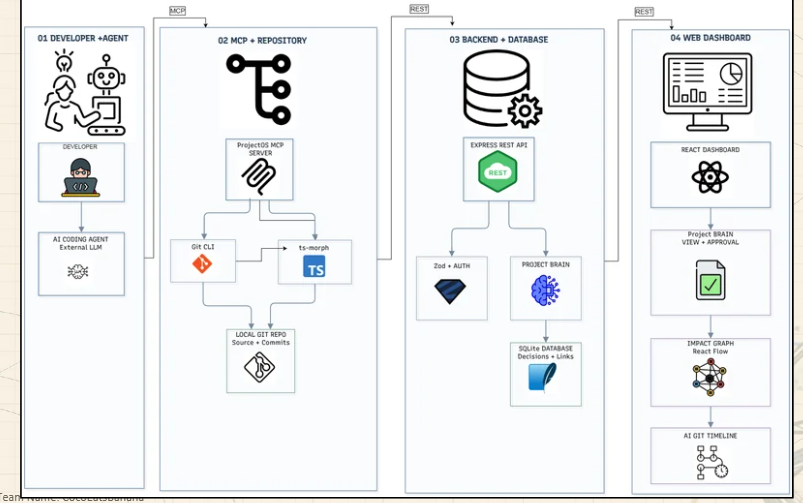 MCP
REST
REST
01 DEVELOPER +AGENT
02 MCP + REPOSITORY
03 BACKEND + DATABASE
04 WEB DASHBOARD
DEVELOPER
AI CODING AGENT
External LLM
ProjectOS MCP
SERVER
Git CLI
ts-morph
TS
LOCAL GIT REPO
Source + Commits
EXPRESS REST API
REST
Zod + AUTH
PROJECT BRAIN
SQLite DATABASE
Decisions + Links
REACT DASHBOARD
Project BRAIN
VIEW + APPROVAL
IMPACT GRAPH
React Flow
AI GIT TIMELINE
Team Name: